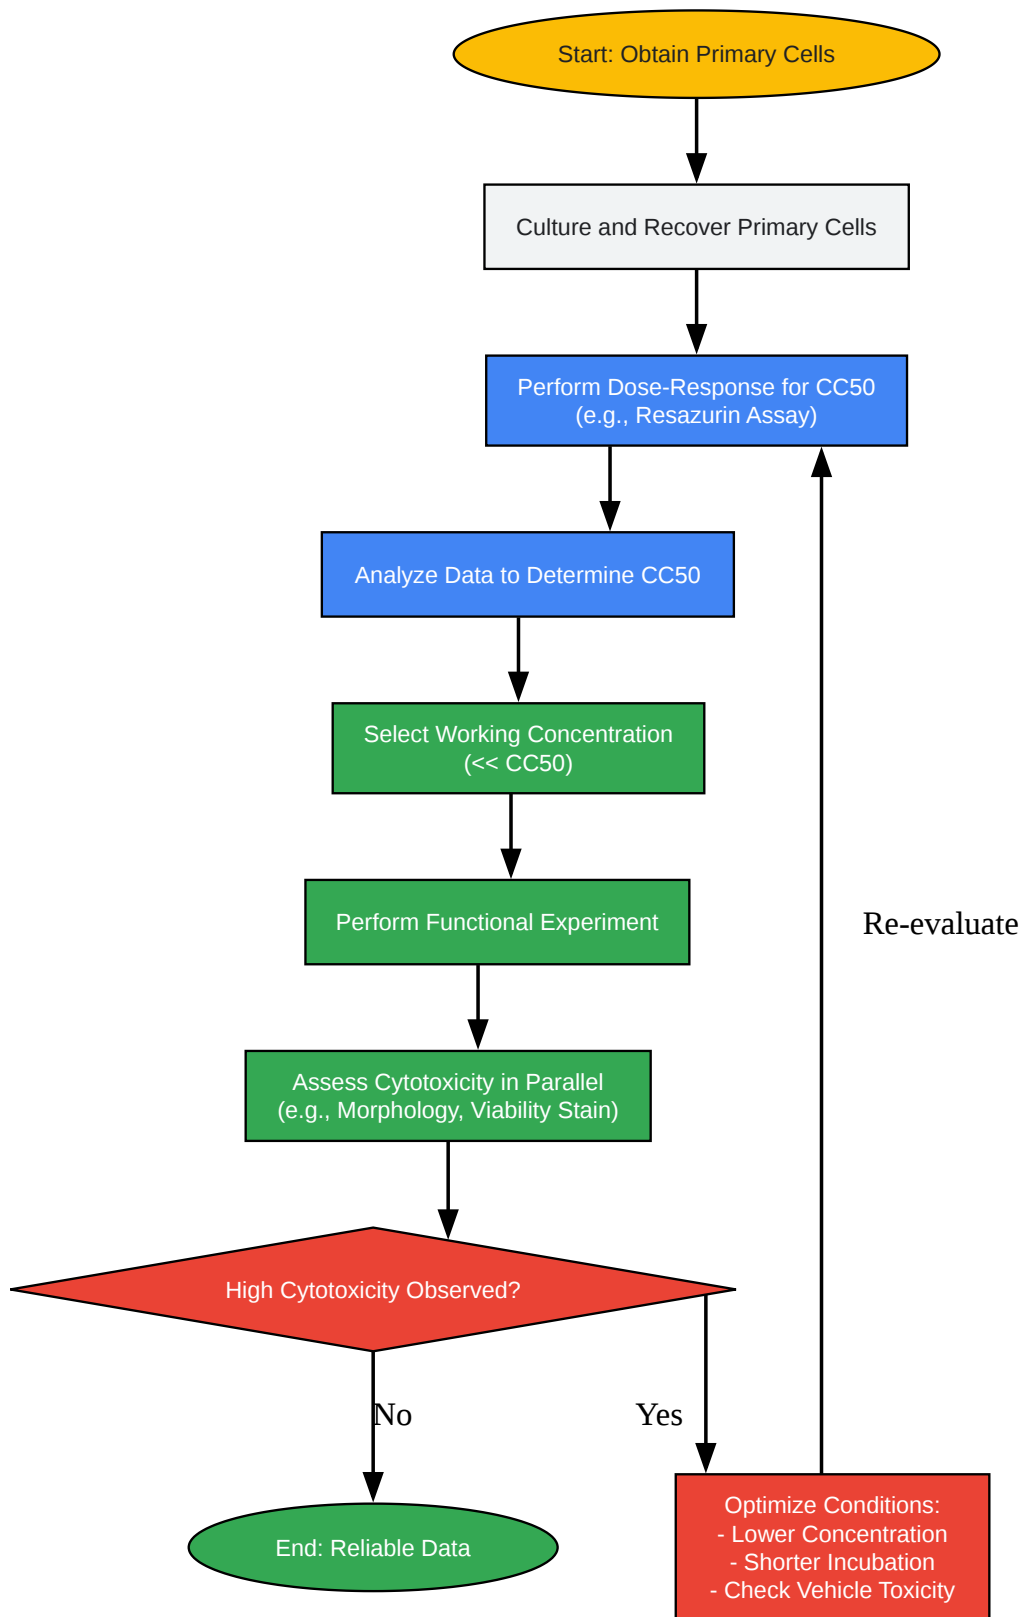 Start: Obtain Primary Cells
Culture and Recover Primary Cells
Perform Dose-Response for CC50
(e.g., Resazurin Assay)
Analyze Data to Determine CC50
Select Working Concentration
(<< CC50)
Perform Functional Experiment
Re-evaluate
Assess Cytotoxicity in Parallel
(e.g., Morphology, Viability Stain)
High Cytotoxicity Observed?
No
Yes
Optimize Conditions:
- Lower Concentration
- Shorter Incubation
- Check Vehicle Toxicity
End: Reliable Data